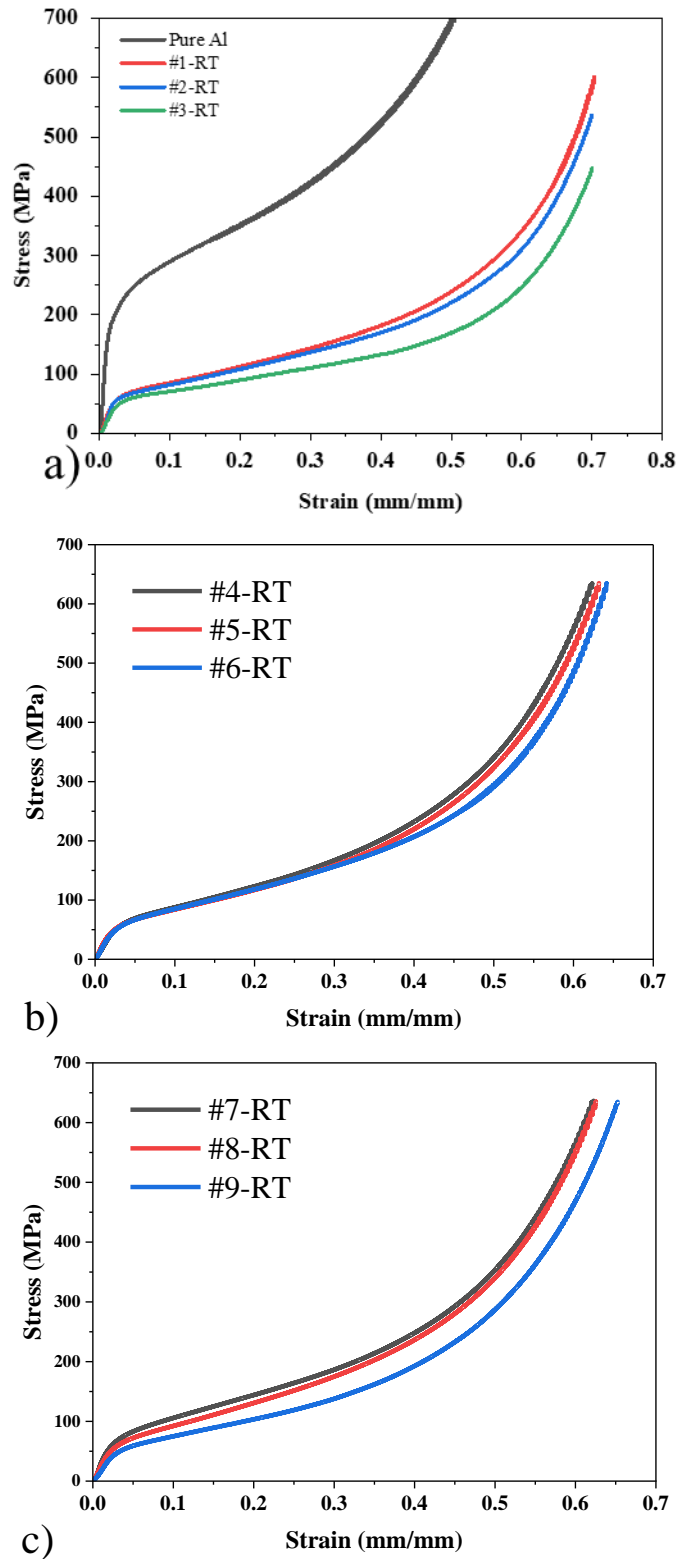 700
600
500
400
300
200
100
0
Stress (MPa)
Pure Al
#1-RT
#2-RT
#3-RT
0.0 0.1 0.2 0.3 0.4 0.5 0.6 0.7 0.8
Strain (mm/mm)
a)
700
600
500
400
300
200
100
0
Stress (MPa)
#4-RT
#5-RT
#6-RT
0.0 0.1 0.2 0.3 0.4 0.5 0.6 0.7
Strain (mm/mm)
b)
700
600
500
400
300
200
100
0
Stress (MPa)
#7-RT
#8-RT
#9-RT
0.0 0.1 0.2 0.3 0.4 0.5 0.6 0.7
Strain (mm/mm)
c)